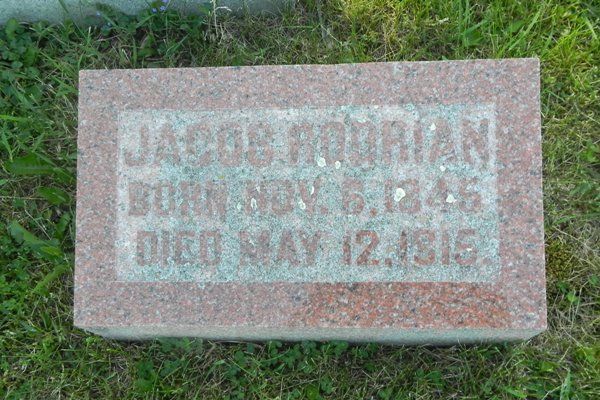 JACOB RODRIAN
BORN NOV. 6, 1845
DIED MAY 12, 1915.